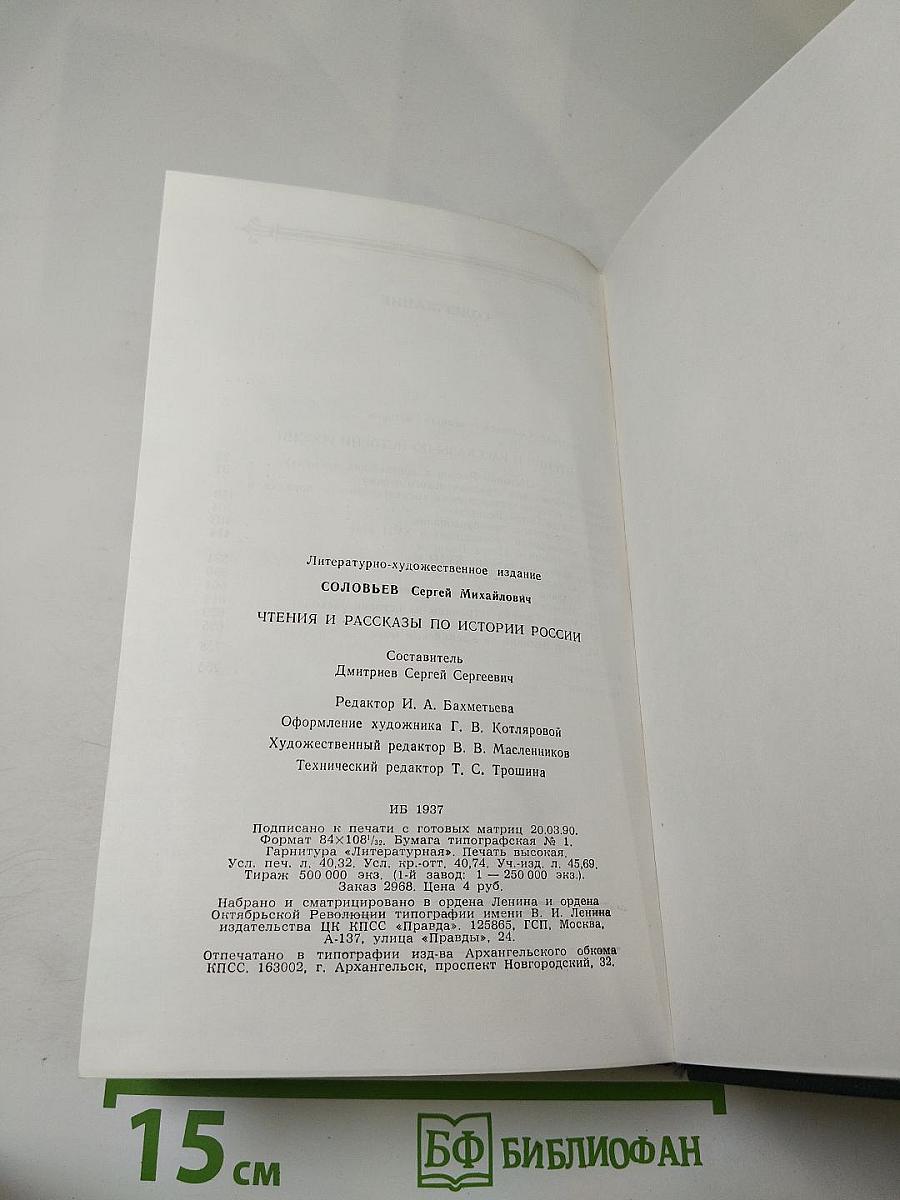 Литературно-художественное издание
СОЛОВЬЕВ Сергей Михайлович
ЧТЕНИЯ И РАССКАЗЫ ПО ИСТОРИИ РОССИИ
Составитель
Дмитриев Сергей Сергеевич
Редактор И. А. Бахметьева
Оформление художника Г. В. Котляровой
Художественный редактор В. В. Масленников
Технический редактор Т. С. Трошина
ИБ 1937
Подписано к печати с готовых матриц 20.03.90.
Формат 84×108¹/₃₂. Бумага типографская № 1.
Гарнитура «Литературная». Печать высокая.
Усл. печ. л. 40,32. Усл. кр.-отт. 40,74. Уч.-изд. л. 45,69.
Тираж 500 000 экз. (1-й завод: 1 — 250 000 экз.).
Заказ 2968. Цена 4 руб.
Набрано и сматрицировано в ордена Ленина и ордена
Октябрьской Революции типографии имени В. И. Ленина
издательства ЦК КПСС «Правда». 125865, ГСП, Москва,
А-137, улица «Правды», 24.
Отпечатано в типографии изд-ва Архангельского обкома
КПСС. 163002, г. Архангельск, проспект Новгородский, 32.
15 см
БФ БИБЛИОФАН